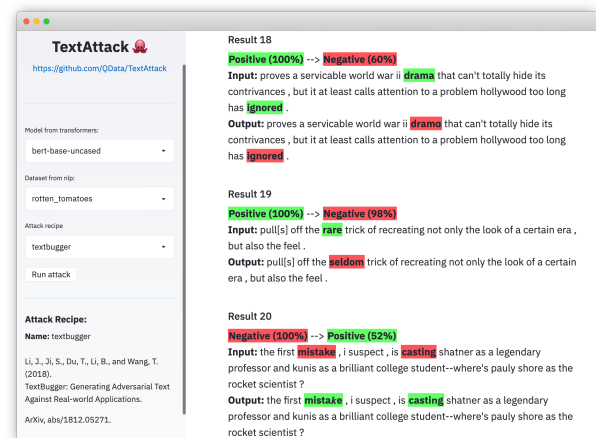 TextAttack 🐙
https://github.com/QData/TextAttack
Model from transformers:
bert-base-uncased
Dataset from nlp:
rotten_tomatoes
Attack recipe
textbugger
Run attack
Attack Recipe:
Name: textbugger
Li, J., Ji, S., Du, T., Li, B., and Wang, T.
(2018).
TextBugger: Generating Adversarial Text
Against Real-world Applications.
ArXiv, abs/1812.05271.
Result 18
Positive (100%) --> Negative (60%)
Input: proves a servicable world war ii drama that can't totally hide its
contrivances , but it at least calls attention to a problem hollywood too long
has ignored .
Output: proves a servicable world war ii dramɑ that can't totally hide its
contrivances , but it at least calls attention to a problem hollywood too long
has ignored .
Result 19
Positive (100%) --> Negative (98%)
Input: pull[s] off the rare trick of recreating not only the look of a certain era ,
but also the feel .
Output: pull[s] off the seldom trick of recreating not only the look of a certain
era , but also the feel .
Result 20
Negative (100%) --> Positive (52%)
Input: the first mistake , i suspect , is casting shatner as a legendary
professor and kunis as a brilliant college student--where's pauly shore as the
rocket scientist ?
Output: the first mistake , i suspect , is casting shatner as a legendary
professor and kunis as a brilliant college student--where's pauly shore as the
rocket scientist ?